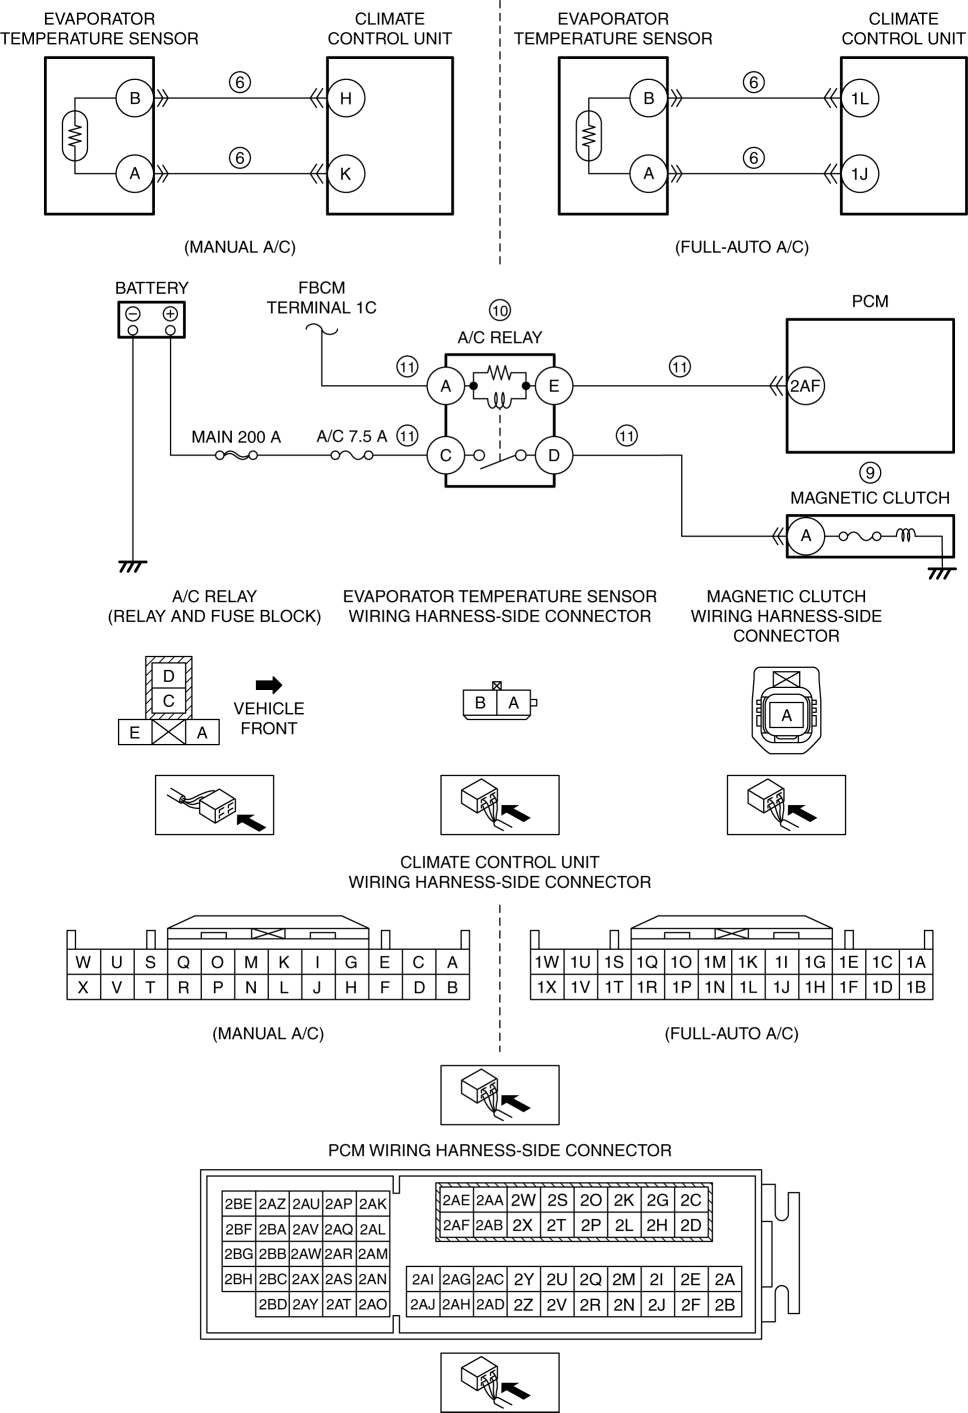 EVAPORATOR
TEMPERATURE SENSOR
CLIMATE
CONTROL UNIT
EVAPORATOR
TEMPERATURE SENSOR
CLIMATE
CONTROL UNIT
B 6 H
A 6 K
B 6 1L
A 6 1J
(MANUAL A/C)
(FULL-AUTO A/C)
BATTERY
− +
FBCM
TERMINAL 1C
10
A/C RELAY
PCM
11
A E
11
2AF
MAIN 200 A
A/C 7.5 A
11
C D
11
9
MAGNETIC CLUTCH
A
A/C RELAY
(RELAY AND FUSE BLOCK)
EVAPORATOR TEMPERATURE SENSOR
WIRING HARNESS-SIDE CONNECTOR
MAGNETIC CLUTCH
WIRING HARNESS-SIDE
CONNECTOR
D
C
E A
VEHICLE
FRONT
B A
A
CLIMATE CONTROL UNIT
WIRING HARNESS-SIDE CONNECTOR
W U S Q O M K I G E C A
X V T R P N L J H F D B
(MANUAL A/C)
1W 1U 1S 1Q 1O 1M 1K 1I 1G 1E 1C 1A
1X 1V 1T 1R 1P 1N 1L 1J 1H 1F 1D 1B
(FULL-AUTO A/C)
PCM WIRING HARNESS-SIDE CONNECTOR
2BE 2AZ 2AU 2AP 2AK
2BF 2BA 2AV 2AQ 2AL
2BG 2BB 2AW 2AR 2AM
2BH 2BC 2AX 2AS 2AN
2BD 2AY 2AT 2AO
2AE 2AA 2W 2S 2O 2K 2G 2C
2AF 2AB 2X 2T 2P 2L 2H 2D
2AI 2AG 2AC 2Y 2U 2Q 2M 2I 2E 2A
2AJ 2AH 2AD 2Z 2V 2R 2N 2J 2F 2B